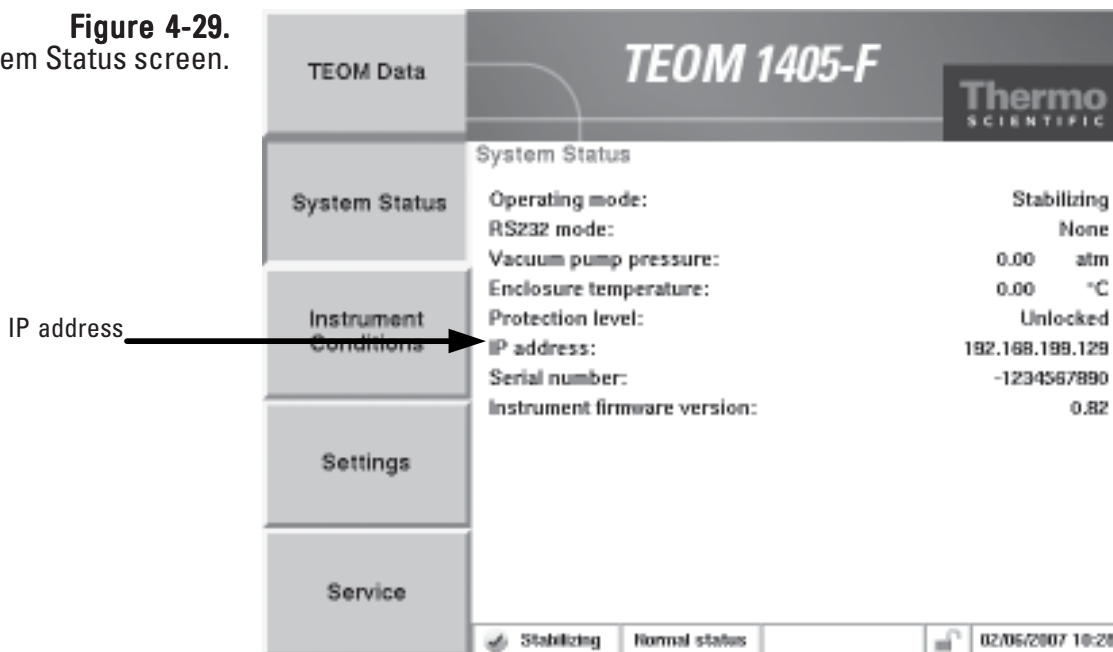 Figure 4-29.
em Status screen.
IP address
TEOM Data
System Status
Instrument
Conditions
Settings
Service
TEOM 1405-F
Thermo
SCIENTIFIC
System Status
Operating mode: Stabilizing
RS232 mode: None
Vacuum pump pressure: 0.00 atm
Enclosure temperature: 0.00 °C
Protection level: Unlocked
IP address: 192.168.199.129
Serial number: -1234567890
Instrument firmware version: 0.82
Stabilizing Normal status 02/06/2007 10:28